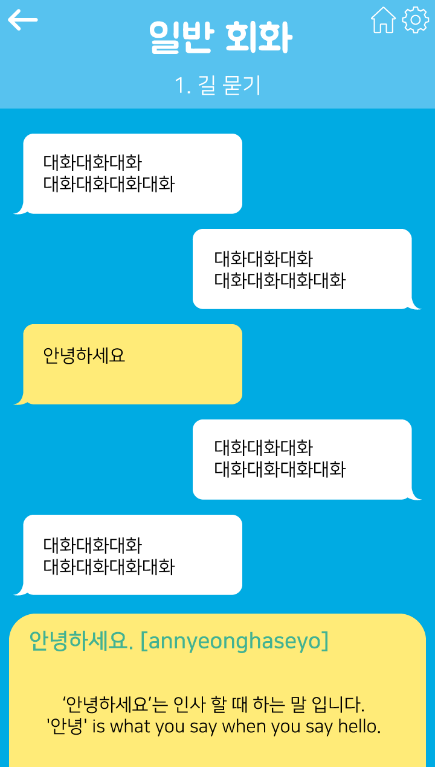 일반 회화
1. 길 묻기
대화대화대화
대화대화대화대화
대화대화대화
대화대화대화대화
안녕하세요
대화대화대화
대화대화대화대화
대화대화대화
대화대화대화대화
안녕하세요. [annyeonghaseyo]
‘안녕하세요’는 인사 할 때 하는 말 입니다.
'안녕' is what you say when you say hello.